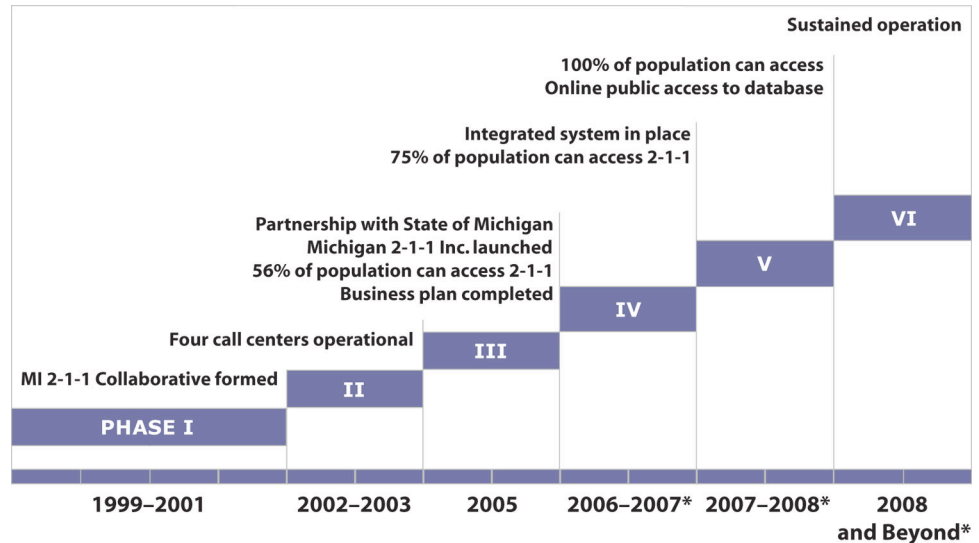 Sustained operation
100% of population can access
Online public access to database
Integrated system in place
75% of population can access 2-1-1
Partnership with State of Michigan
Michigan 2-1-1 Inc. launched
56% of population can access 2-1-1
Business plan completed
Four call centers operational
MI 2-1-1 Collaborative formed
PHASE I
II
III
IV
V
VI
1999–2001
2002–2003
2005
2006–2007*
2007–2008*
2008
and Beyond*